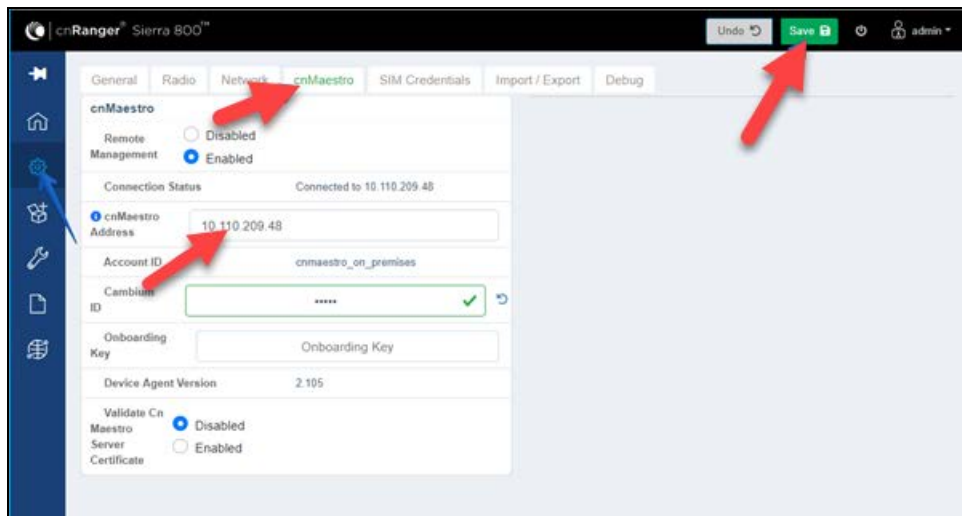 cnRanger® Sierra 800™
Undo
Save
admin
General Radio Network cnMaestro SIM Credentials Import / Export Debug
cnMaestro
Remote Management
Disabled
Enabled
Connection Status
Connected to 10.110.209.48
cnMaestro Address
10.110.209.48
Account ID
cnmaestro_on_premises
Cambium ID
•••••
Onboarding Key
Onboarding Key
Device Agent Version
2.105
Validate Cn Maestro Server Certificate
Disabled
Enabled